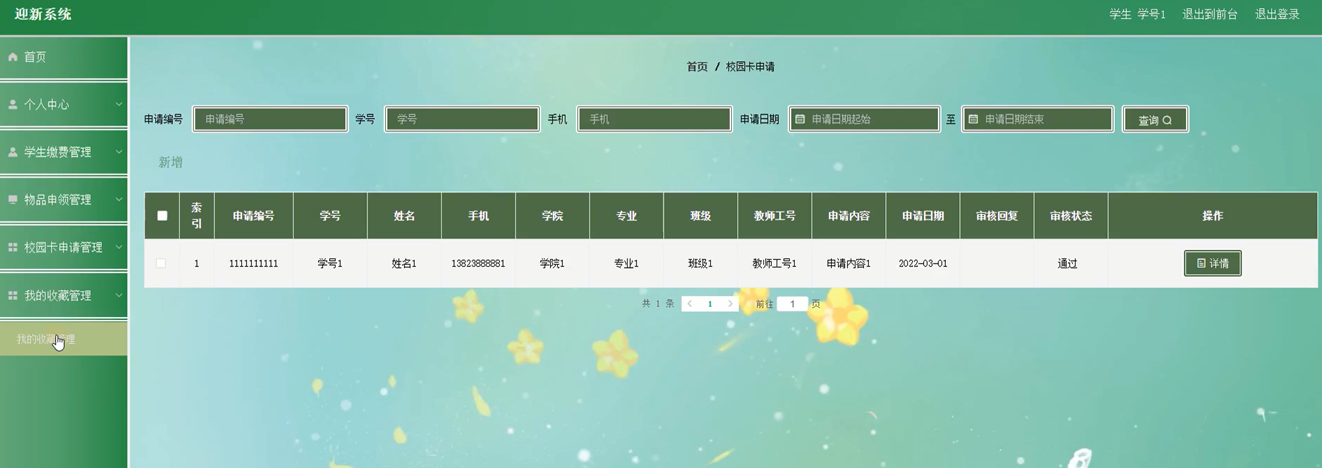 迎新系统
学生 学号1 退出到前台 退出登录
首页
个人中心
学生缴费管理
物品申领管理
校园卡申请管理
我的收藏管理
我的收藏管理
首页 / 校园卡申请
申请编号 申请编号 学号 学号 手机 手机 申请日期 申请日期起始 至 申请日期结束 查询
新增
索引 申请编号 学号 姓名 手机 学院 专业 班级 教师工号 申请内容 申请日期 审核回复 审核状态 操作
1 1111111111 学号1 姓名1 13823888881 学院1 专业1 班级1 教师工号1 申请内容1 2022-03-01 通过 详情
共 1 条 1 前往 1 页